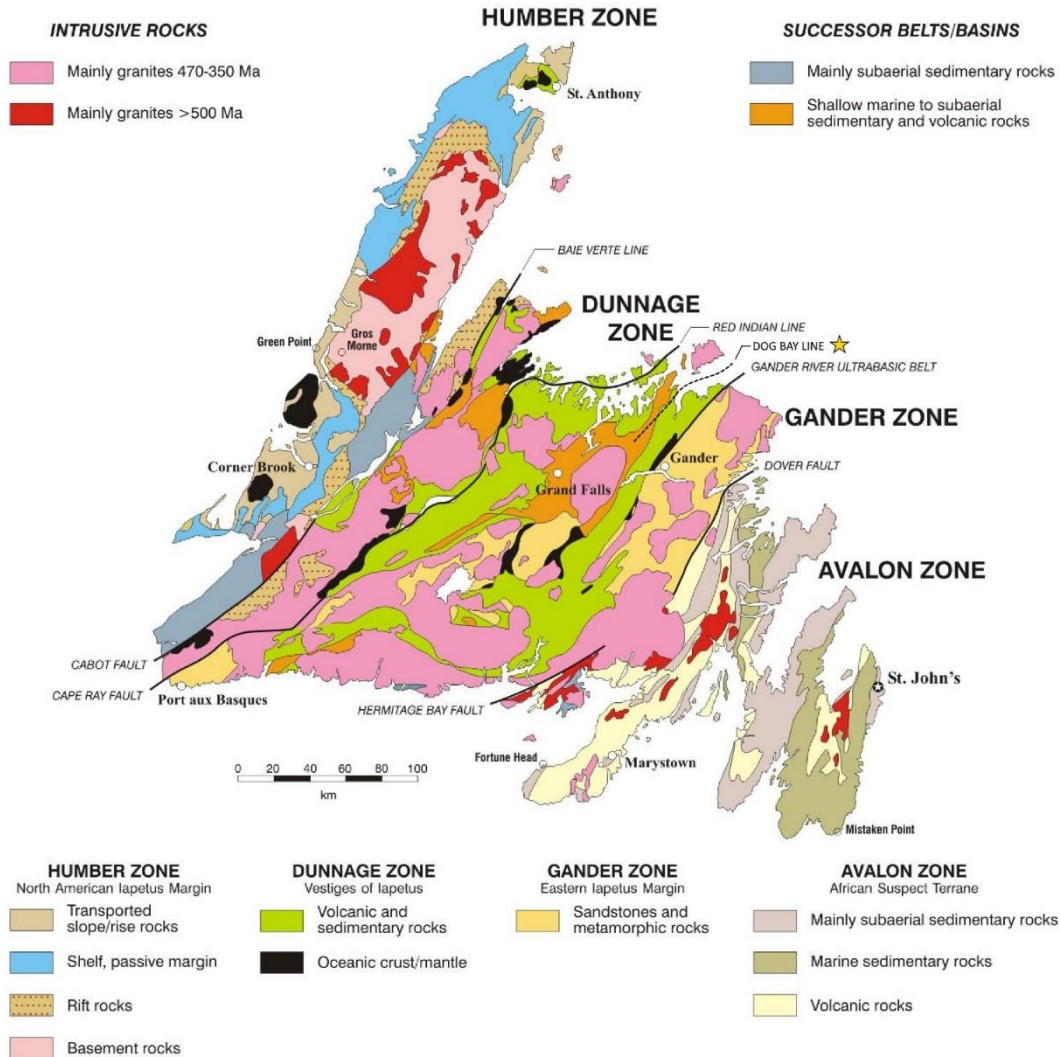 HUMBER ZONE
INTRUSIVE ROCKS
Mainly granites 470-350 Ma
Mainly granites >500 Ma
SUCCESSOR BELTS/BASINS
Mainly subaerial sedimentary rocks
Shallow marine to subaerial
sedimentary and volcanic rocks
St. Anthony
BAIE VERTE LINE
DUNNAGE
ZONE
RED INDIAN LINE
DOG BAY LINE
GANDER RIVER ULTRABASIC BELT
Green Point
Gros
Morne
GANDER ZONE
Corner Brook
Grand Falls
Gander
DOVER FAULT
AVALON ZONE
CABOT FAULT
CAPE RAY FAULT
Port aux Basques
HERMITAGE BAY FAULT
St. John's
Fortune Head
Marystown
Mistaken Point
0 20 40 60 80 100
km
HUMBER ZONE
North American Iapetus Margin
Transported
slope/rise rocks
Shelf, passive margin
Rift rocks
Basement rocks
DUNNAGE ZONE
Vestiges of Iapetus
Volcanic and
sedimentary rocks
Oceanic crust/mantle
GANDER ZONE
Eastern Iapetus Margin
Sandstones and
metamorphic rocks
AVALON ZONE
African Suspect Terrane
Mainly subaerial sedimentary rocks
Marine sedimentary rocks
Volcanic rocks